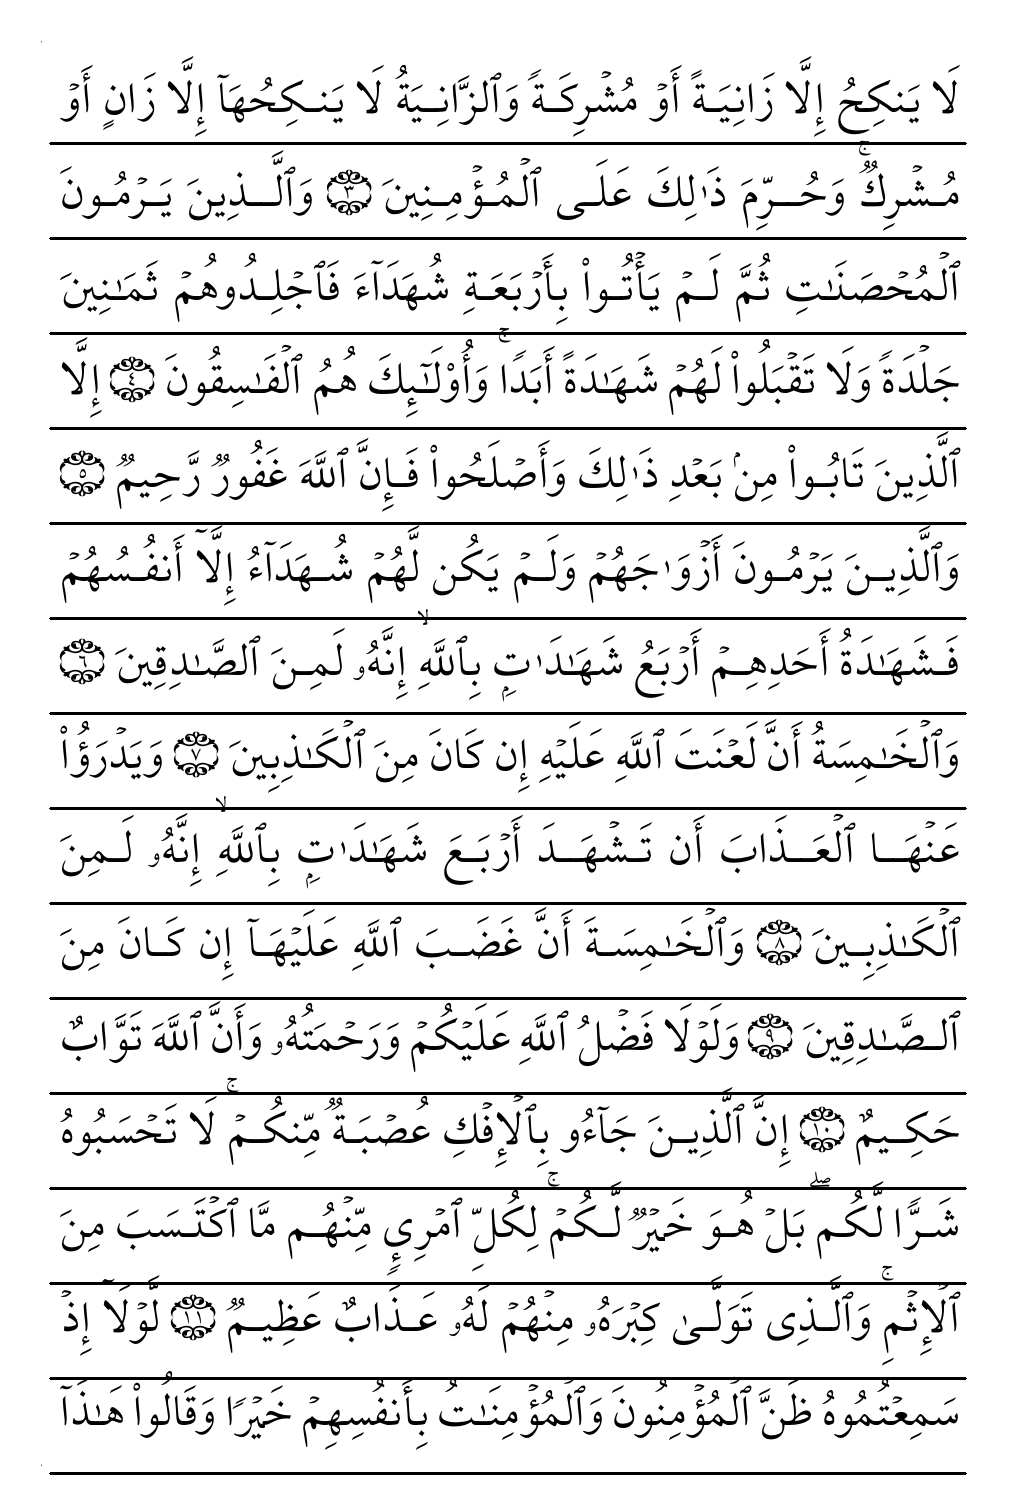 لَا يَنكِحُ إِلَّا زَانِيَةً أَوۡ مُشۡرِكَةً وَٱلزَّانِيَةُ لَا يَنكِحُهَآ إِلَّا زَانٍ أَوۡ
مُشۡرِكٞۚ وَحُرِّمَ ذَٰلِكَ عَلَى ٱلۡمُؤۡمِنِينَ ٣ وَٱلَّذِينَ يَرۡمُونَ
ٱلۡمُحۡصَنَٰتِ ثُمَّ لَمۡ يَأۡتُواْ بِأَرۡبَعَةِ شُهَدَآءَ فَٱجۡلِدُوهُمۡ ثَمَٰنِينَ
جَلۡدَةٗ وَلَا تَقۡبَلُواْ لَهُمۡ شَهَٰدَةً أَبَدٗاۚ وَأُوْلَٰٓئِكَ هُمُ ٱلۡفَٰسِقُونَ ٤ إِلَّا
ٱلَّذِينَ تَابُواْ مِنۢ بَعۡدِ ذَٰلِكَ وَأَصۡلَحُواْ فَإِنَّ ٱللَّهَ غَفُورٞ رَّحِيمٞ ٥
وَٱلَّذِينَ يَرۡمُونَ أَزۡوَٰجَهُمۡ وَلَمۡ يَكُن لَّهُمۡ شُهَدَآءُ إِلَّآ أَنفُسُهُمۡ
فَشَهَٰدَةُ أَحَدِهِمۡ أَرۡبَعُ شَهَٰدَٰتِۭ بِٱللَّهِۙ إِنَّهُۥ لَمِنَ ٱلصَّٰدِقِينَ ٦
وَٱلۡخَٰمِسَةُ أَنَّ لَعۡنَتَ ٱللَّهِ عَلَيۡهِ إِن كَانَ مِنَ ٱلۡكَٰذِبِينَ ٧ وَيَدۡرَؤُاْ
عَنۡهَا ٱلۡعَذَابَ أَن تَشۡهَدَ أَرۡبَعَ شَهَٰدَٰتِۭ بِٱللَّهِۙ إِنَّهُۥ لَمِنَ
ٱلۡكَٰذِبِينَ ٨ وَٱلۡخَٰمِسَةَ أَنَّ غَضَبَ ٱللَّهِ عَلَيۡهَآ إِن كَانَ مِنَ
ٱلصَّٰدِقِينَ ٩ وَلَوۡلَا فَضۡلُ ٱللَّهِ عَلَيۡكُمۡ وَرَحۡمَتُهُۥ وَأَنَّ ٱللَّهَ تَوَّابٌ
حَكِيمٌ ١٠ إِنَّ ٱلَّذِينَ جَآءُو بِٱلۡإِفۡكِ عُصۡبَةٞ مِّنكُمۡۚ لَا تَحۡسَبُوهُ
شَرّٗا لَّكُمۖ بَلۡ هُوَ خَيۡرٞ لَّكُمۡۚ لِكُلِّ ٱمۡرِيٕٖ مِّنۡهُم مَّا ٱكۡتَسَبَ مِنَ
ٱلۡإِثۡمِۚ وَٱلَّذِي تَوَلَّىٰ كِبۡرَهُۥ مِنۡهُمۡ لَهُۥ عَذَابٌ عَظِيمٞ ١١ لَّوۡلَآ إِذۡ
سَمِعۡتُمُوهُ ظَنَّ ٱلۡمُؤۡمِنُونَ وَٱلۡمُؤۡمِنَٰتُ بِأَنفُسِهِمۡ خَيۡرٗا وَقَالُواْ هَٰذَآ